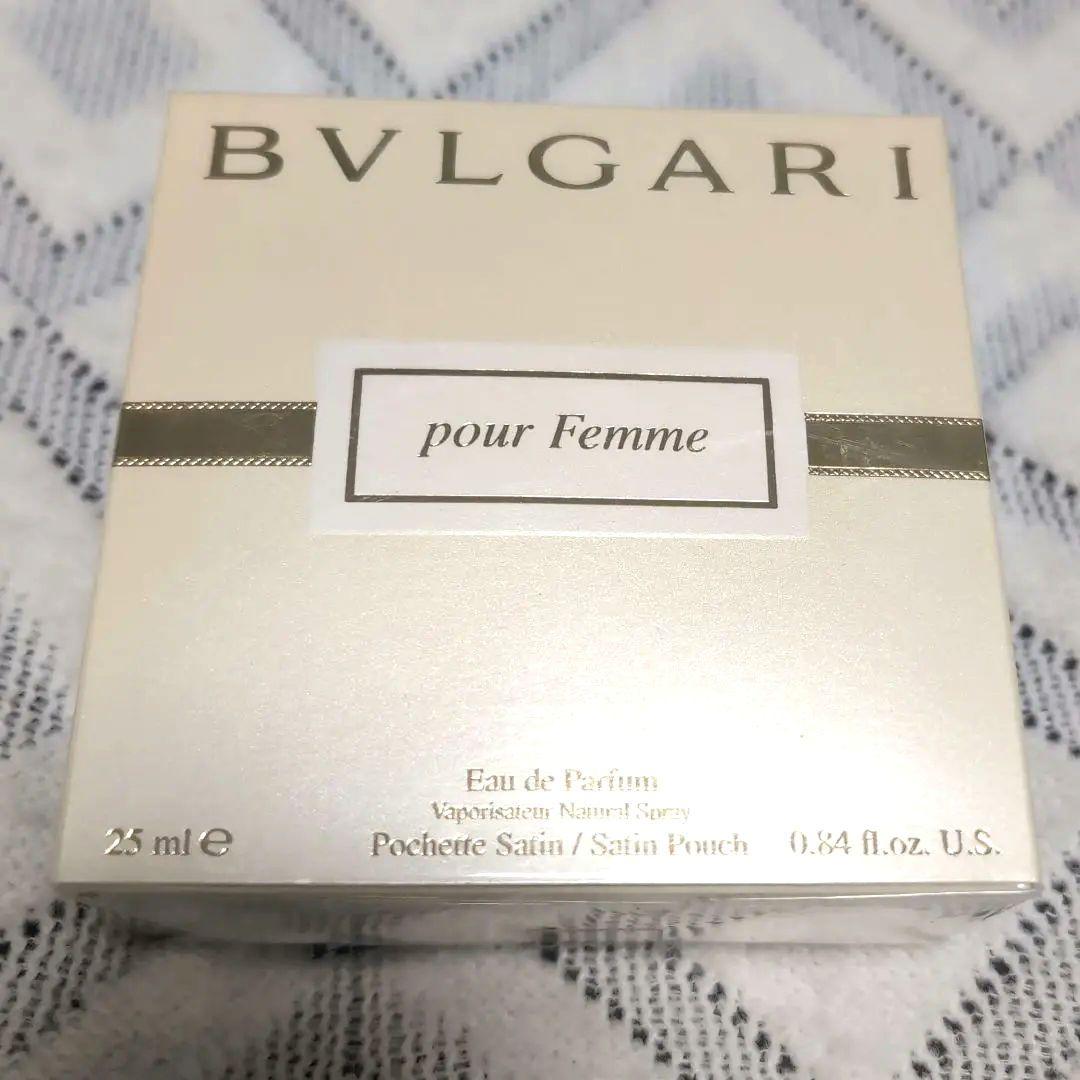 BVLGARI
pour Femme
Eau de Parfum
Vaporisateur Natural Spray
25 ml ℮ Pochette Satin / Satin Pouch 0.84 fl.oz. U.S.